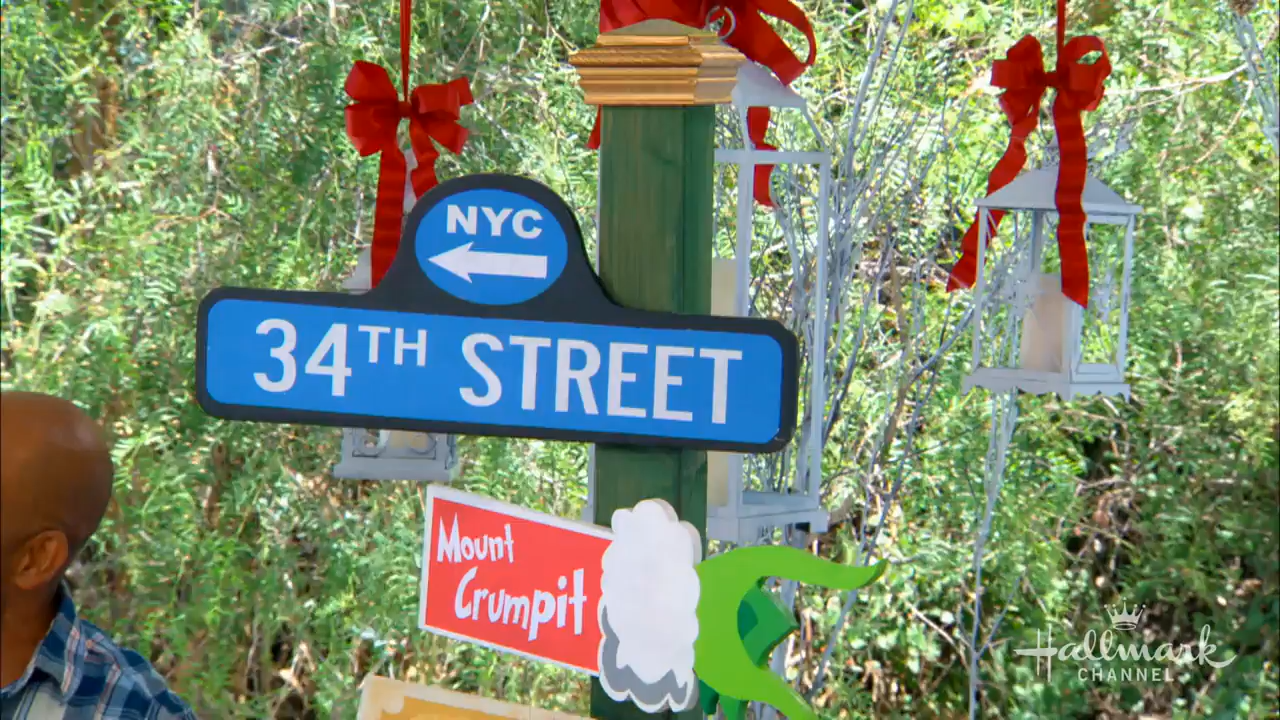 NYC
34TH STREET
Mount
Crumpit
Hallmark
CHANNEL